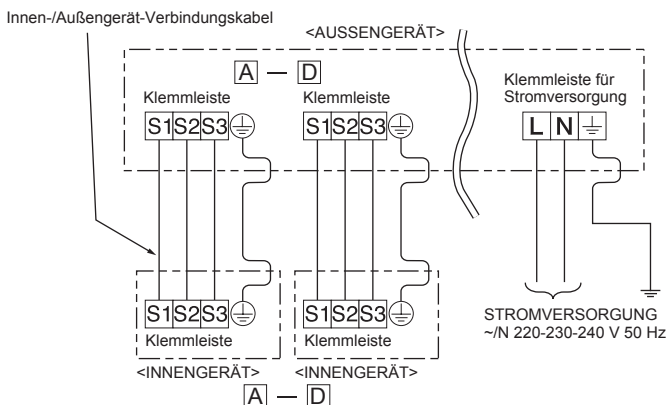 Innen-/Außengerät-Verbindungskabel
<AUSSENGERÄT>
A — D
Klemmleiste für
Stromversorgung
Klemmleiste
Klemmleiste
S1 S2 S3
S1 S2 S3
L N
S1 S2 S3
S1 S2 S3
Klemmleiste
Klemmleiste
STROMVERSORGUNG
~/N 220-230-240 V 50 Hz
<INNENGERÄT>
<INNENGERÄT>
A — D